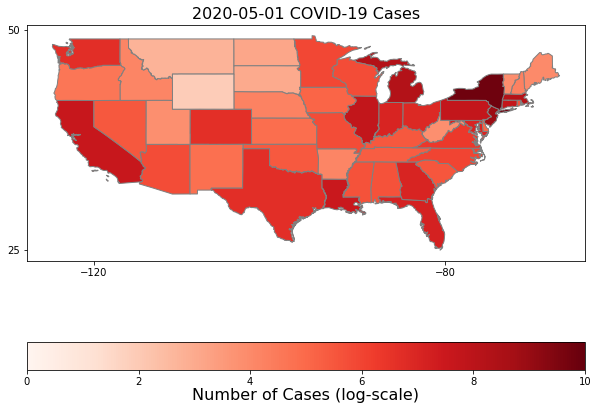 2020-05-01 COVID-19 Cases
50
25
−120 −80
0 2 4 6 8 10
Number of Cases (log-scale)